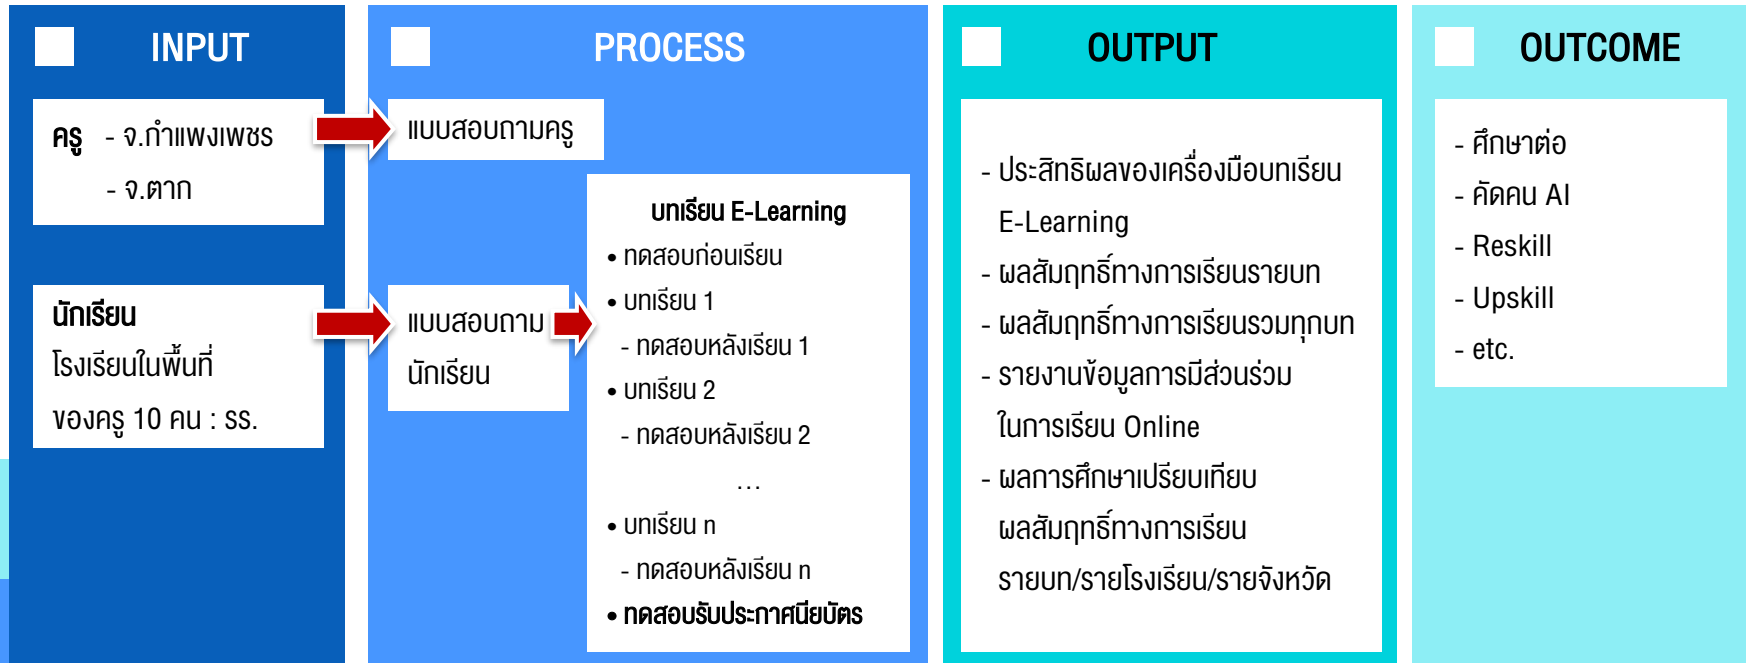 INPUT
ครู - จ.กำแพงเพชร
- จ.ตาก
นักเรียน
โรงเรียนในพื้นที่
ของครู 10 คน : รร.
PROCESS
แบบสอบถามครู
แบบสอบถาม
นักเรียน
บทเรียน E-Learning
• ทดสอบก่อนเรียน
• บทเรียน 1
- ทดสอบหลังเรียน 1
• บทเรียน 2
- ทดสอบหลังเรียน 2
...
• บทเรียน n
- ทดสอบหลังเรียน n
• ทดสอบรับประกาศนียบัตร
OUTPUT
- ประสิทธิผลของเครื่องมือบทเรียน
E-Learning
- ผลสัมฤทธิ์ทางการเรียนรายบท
- ผลสัมฤทธิ์ทางการเรียนรวมทุกบท
- รายงานข้อมูลการมีส่วนร่วม
ในการเรียน Online
- ผลการศึกษาเปรียบเทียบ
ผลสัมฤทธิ์ทางการเรียน
รายบท/รายโรงเรียน/รายจังหวัด
OUTCOME
- ศึกษาต่อ
- คัดคน AI
- Reskill
- Upskill
- etc.